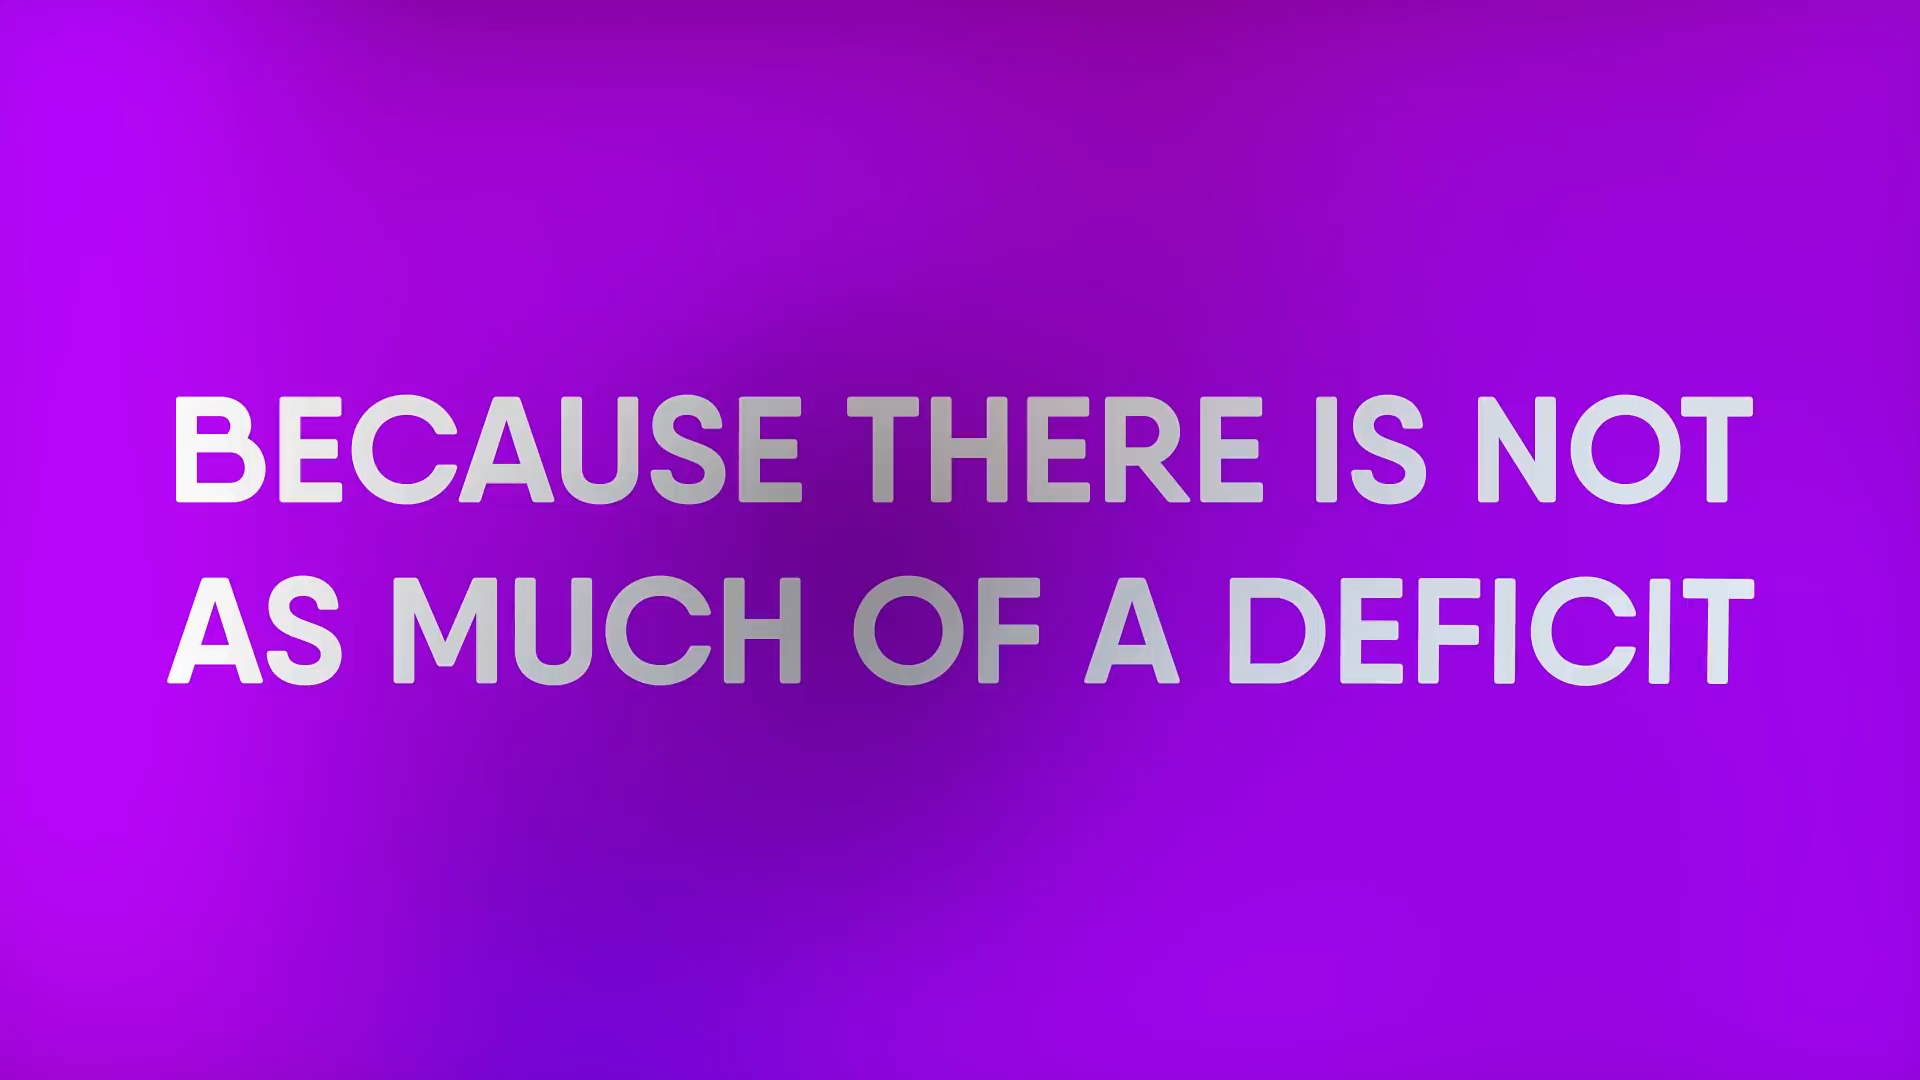 BECAUSE THERE IS NOT
AS MUCH OF A DEFICIT